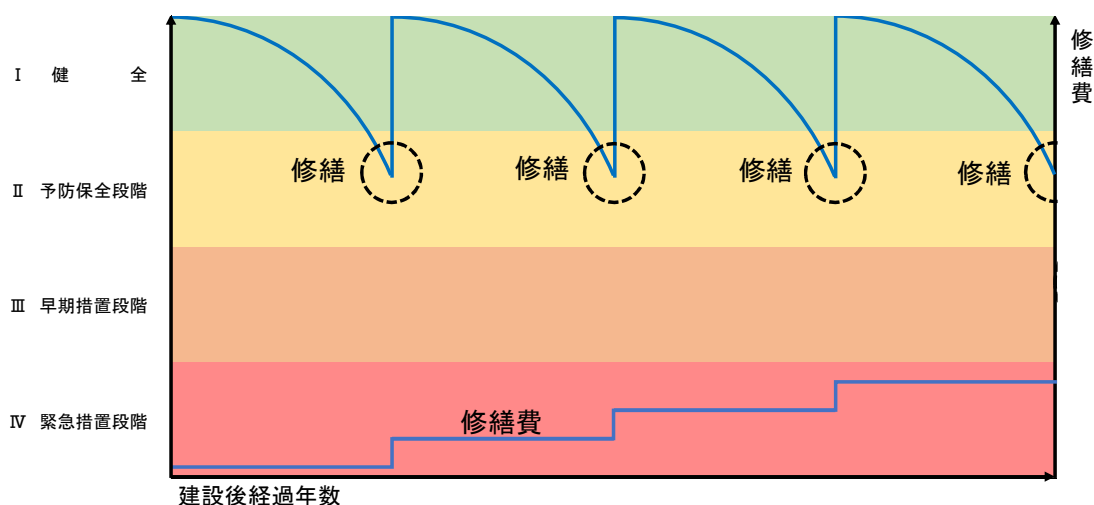 修繕費
Ⅰ 健 全
修繕 修繕 修繕 修繕
Ⅱ 予防保全段階
Ⅲ 早期措置段階
Ⅳ 緊急措置段階
修繕費
建設後経過年数